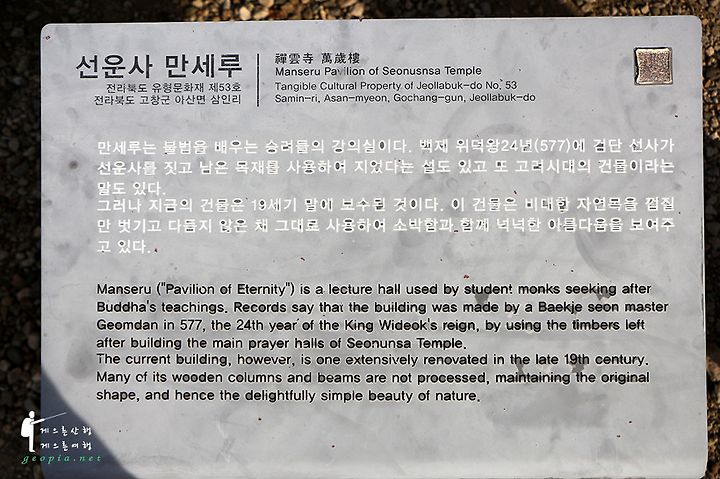 선운사 만세루
전라북도 유형문화재 제53호
전라북도 고창군 아산면 삼인리
禪雲寺 萬歲樓
Manseru Pavilion of Seonusnsa Temple
Tangible Cultural Property of Jeollabuk-do No. 53
Samin-ri, Asan-myeon, Gochang-gun, Jeollabuk-do
만세루는 불법을 배우는 승려들의 강의실이다. 백제 위덕왕24년(577)에 검단 선사가
선운사를 짓고 남은 목재를 사용하여 지었다는 설도 있고 또 고려시대의 건물이라는
말도 있다.
그러나 지금의 건물은 19세기 말에 보수된 것이다. 이 건물은 비대할 자연목을 껍질
만 벗기고 다듬지 않은 채 그대로 사용하여 소박함과 함께 넉넉한 아름다움을 보여주
고 있다.
Manseru ("Pavilion of Eternity") is a lecture hall used by student monks seeking after
Buddha's teachings. Records say that the building was made by a Baekje seon master
Geomdan in 577, the 24th year of the King Wideok's reign, by using the timbers left
after building the main prayer halls of Seonunsa Temple.
The current building, however, is one extensively renovated in the late 19th century.
Many of its wooden columns and beams are not processed, maintaining the original
shape, and hence the delightfully simple beauty of nature.
게으른산행
게으른여행
geopia.net